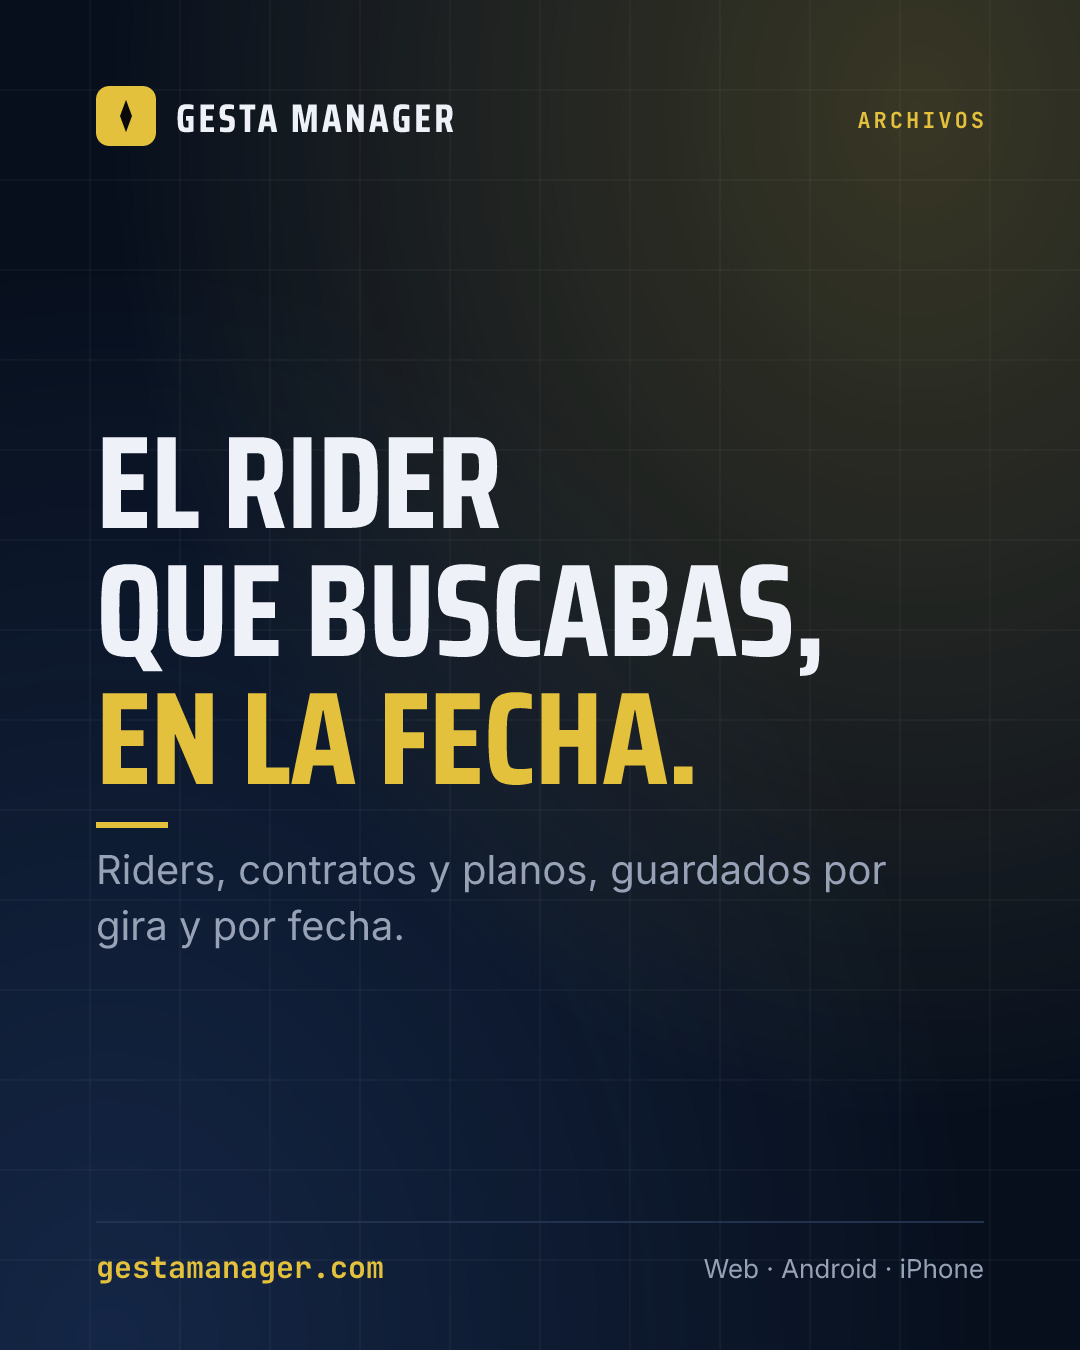 GESTA MANAGER
ARCHIVOS
EL RIDER
QUE BUSCABAS,
EN LA FECHA.
Riders, contratos y planos, guardados por
gira y por fecha.
gestamanager.com
Web · Android · iPhone